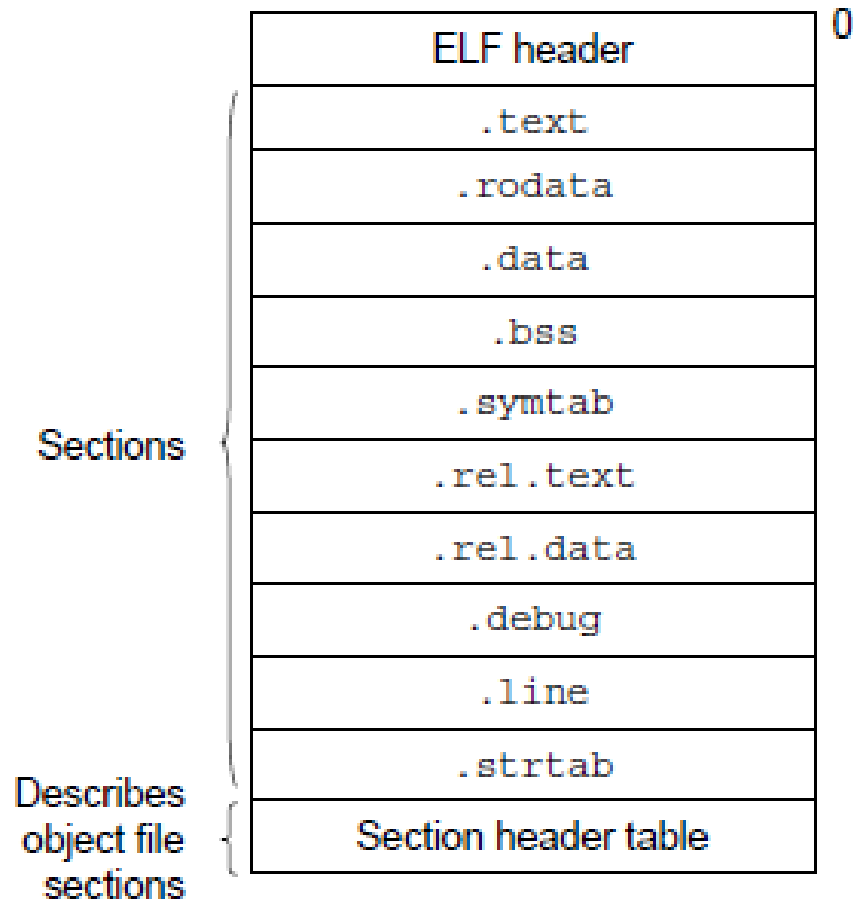 0
ELF header
.text
.rodata
.data
.bss
.symtab
Sections
.rel.text
.rel.data
.debug
.line
.strtab
Describes
object file
sections
Section header table